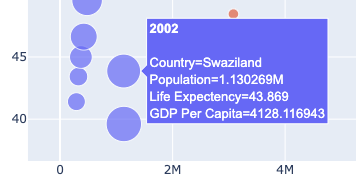 2002
Country=Swaziland
Population=1.130269M
Life Expectency=43.869
GDP Per Capita=4128.116943
45
40
0
2M
4M